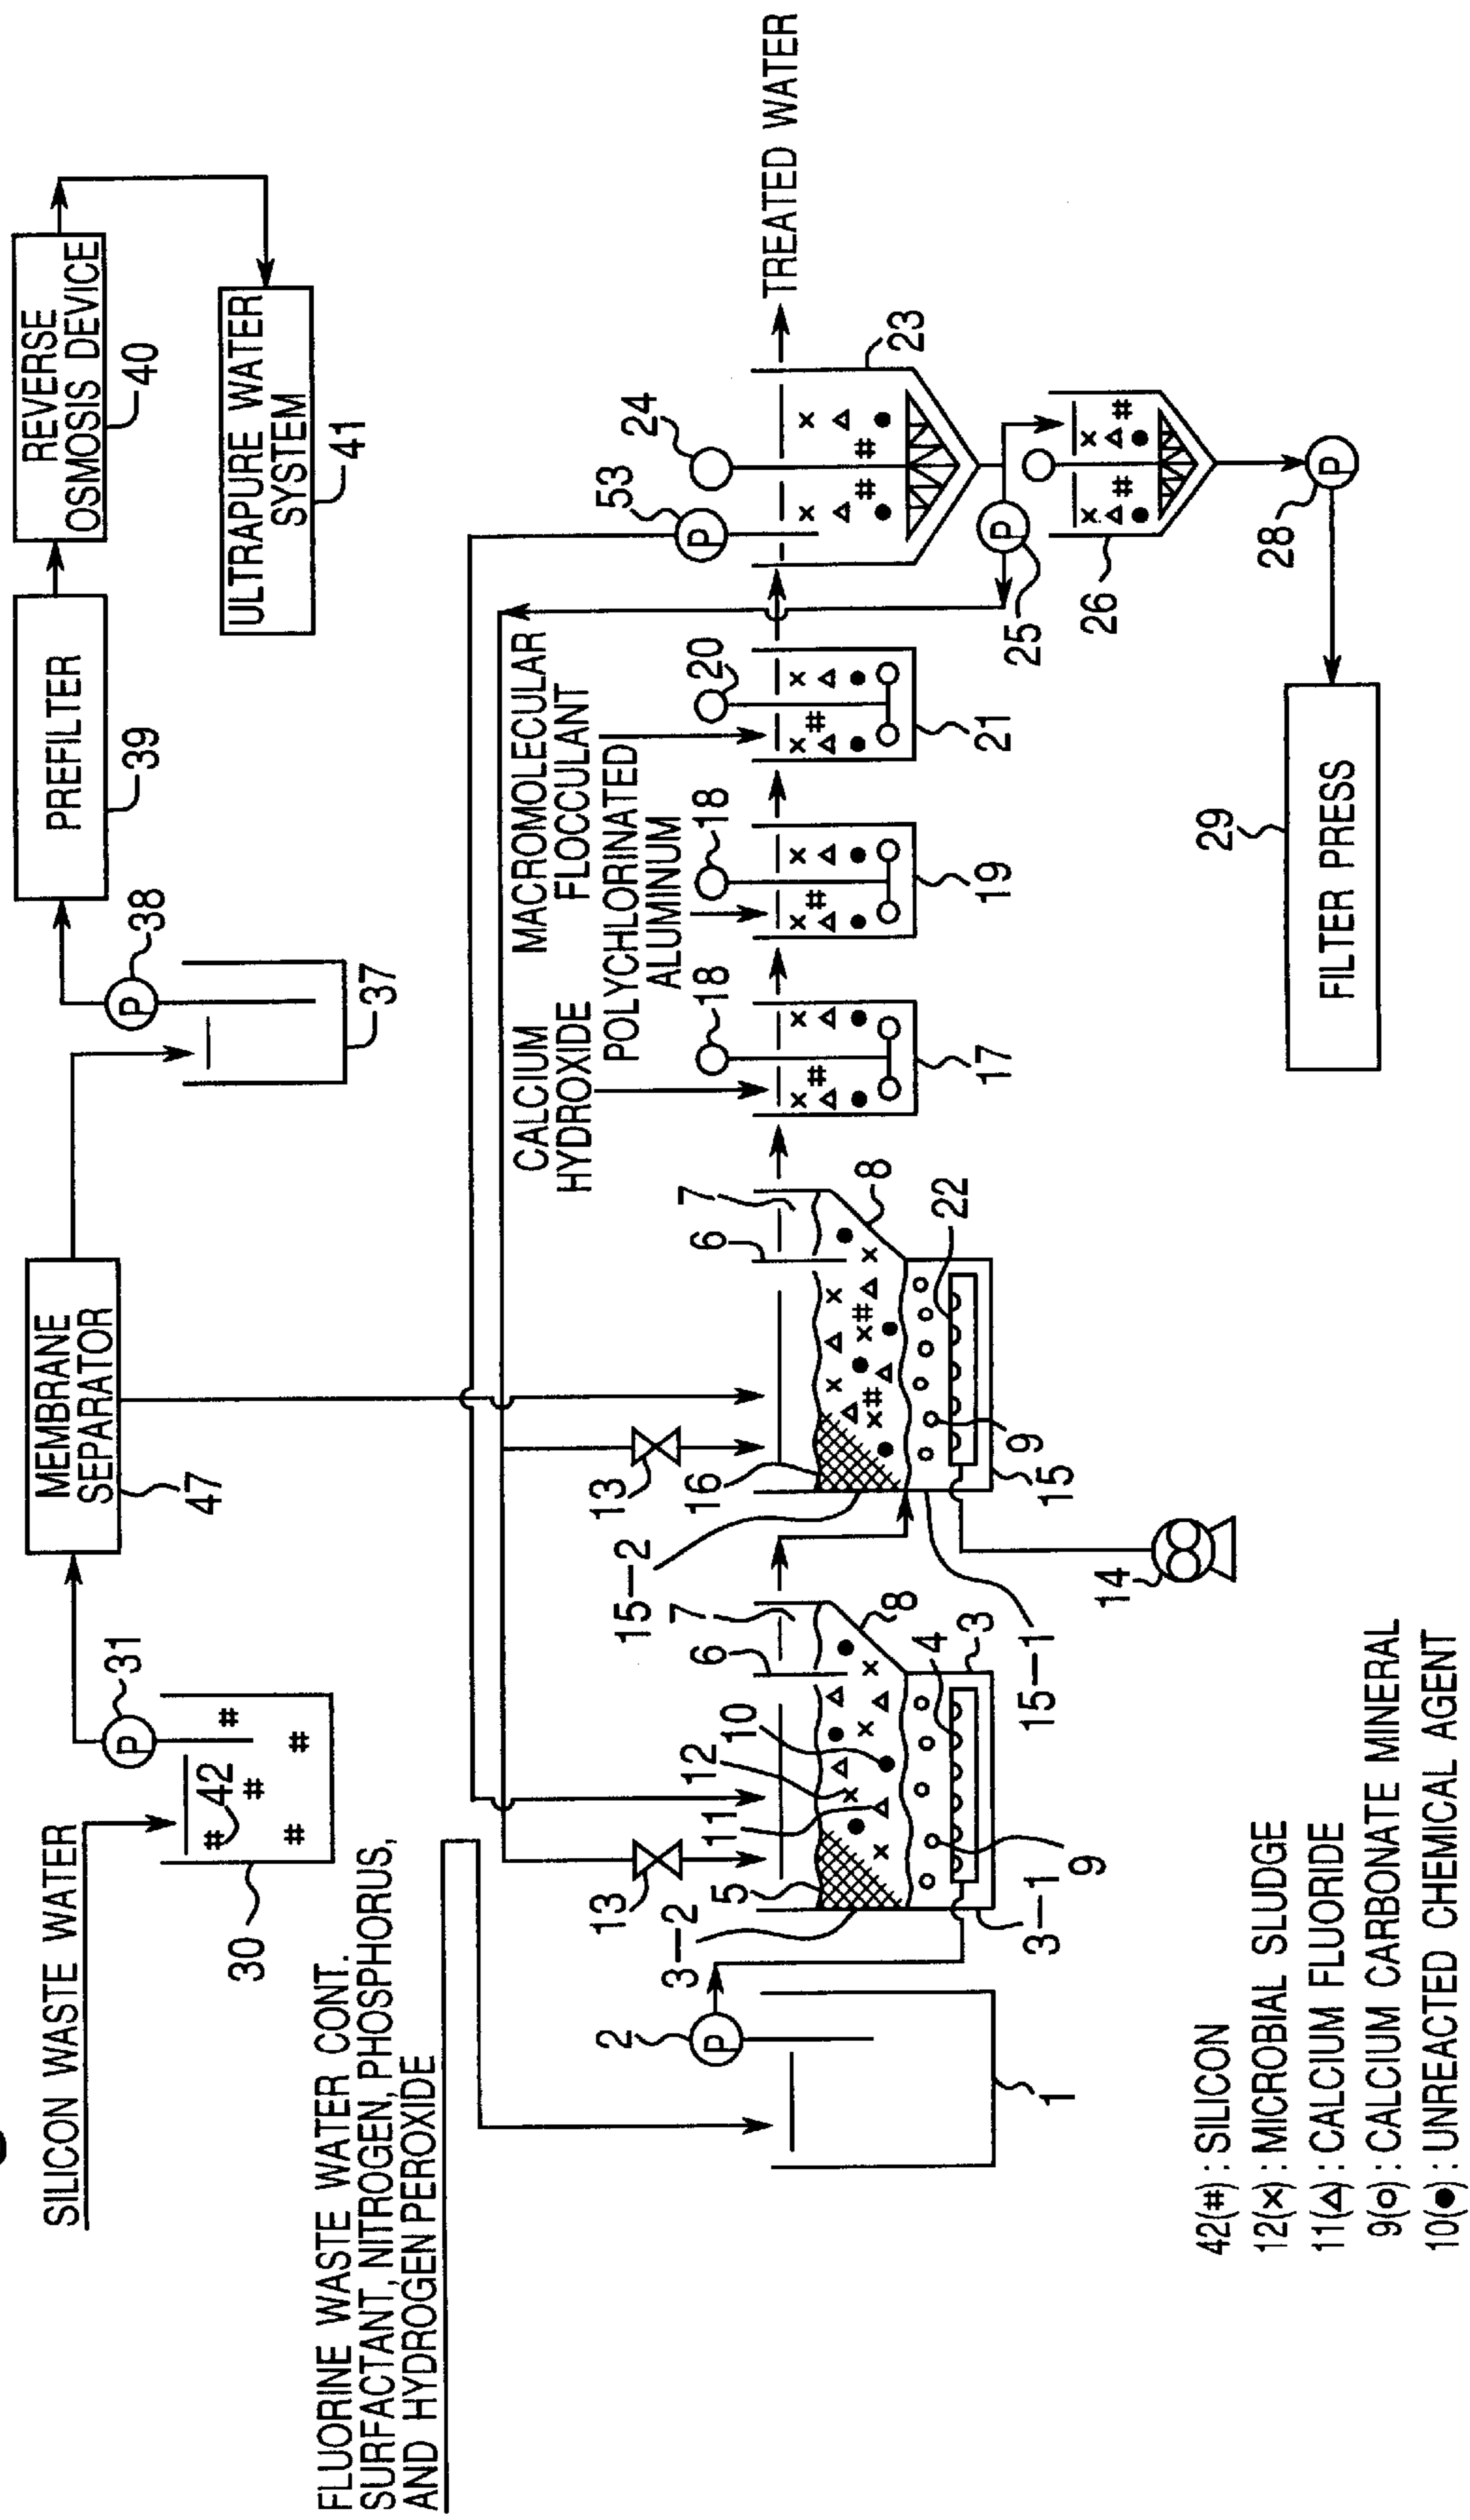 SILICON WASTE WATER
42
30
P
31
MEMBRANE
SEPARATOR
47
37
P
38
PREFILTER
39
REVERSE
OSMOSIS DEVICE
40
ULTRAPURE WATER
SYSTEM
41
FLUORINE WASTE WATER CONT.
SURFACTANT, NITROGEN, PHOSPHORUS,
AND HYDROGEN PEROXIDE
1
2
P
3-2
3-1
13
5
11
12
10
6
7
8
4
3
9
15-2
15-1
14
13
16
6
7
8
22
9
15
CALCIUM
HYDROXIDE
18
17
POLYCHLORINATED
ALUMINUM
18
19
MACROMOLECULAR
FLOCCULANT
20
21
53
P
24
23
TREATED WATER
25
P
26
28
P
29
FILTER PRESS
42(#) : SILICON
12(×) : MICROBIAL SLUDGE
11(△) : CALCIUM FLUORIDE
9(○) : CALCIUM CARBONATE MINERAL
10(●) : UNREACTED CHEMICAL AGENT